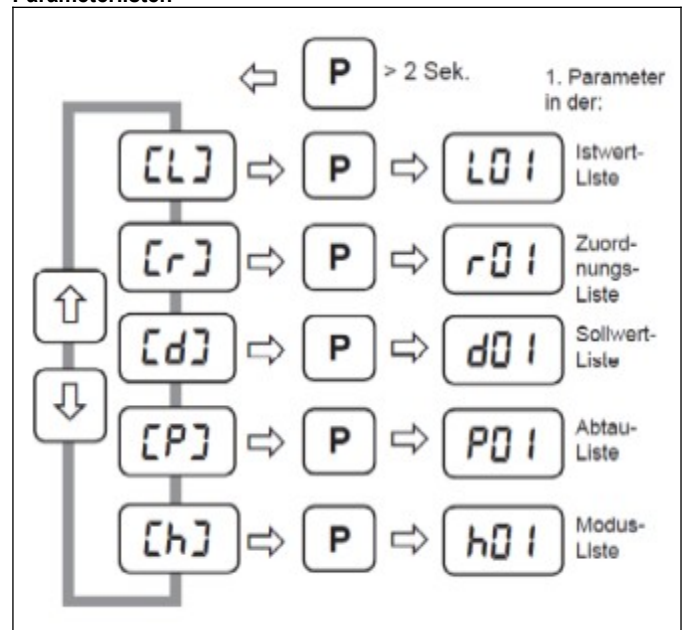 Parameterlisten
P > 2 Sek.
1. Parameter
in der:
[L] P L01 Istwert-
Liste
[r] P r01 Zuord-
nungs-
Liste
[d] P d01 Sollwert-
Liste
[P] P P01 Abtau-
Liste
[h] P h01 Modus-
Liste